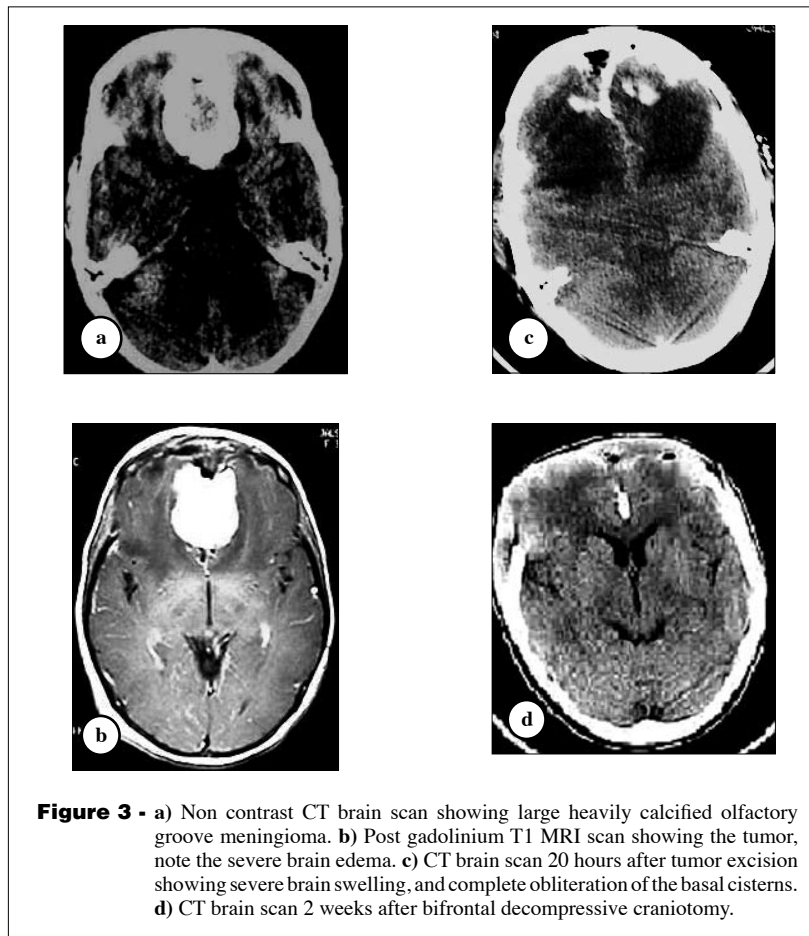 a
c
b
d
Figure 3 - a) Non contrast CT brain scan showing large heavily calcified olfactory
groove meningioma. b) Post gadolinium T1 MRI scan showing the tumor,
note the severe brain edema. c) CT brain scan 20 hours after tumor excision
showing severe brain swelling, and complete obliteration of the basal cisterns.
d) CT brain scan 2 weeks after bifrontal decompressive craniotomy.